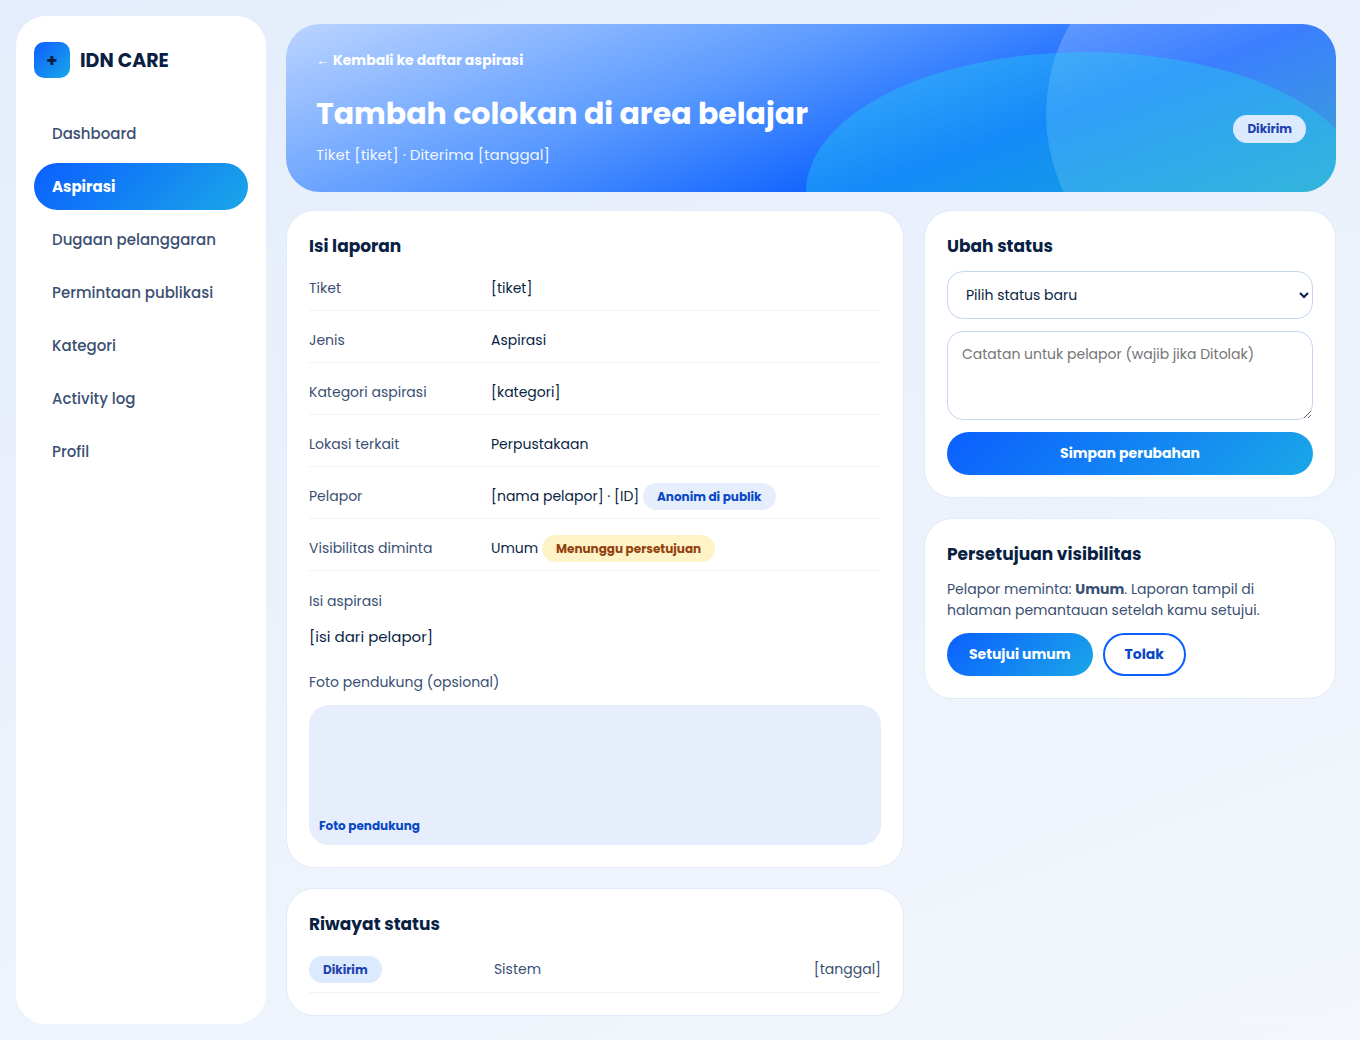 + IDN CARE
Dashboard
Aspirasi
Dugaan pelanggaran
Permintaan publikasi
Kategori
Activity log
Profil
← Kembali ke daftar aspirasi
Tambah colokan di area belajar
Tiket [tiket] · Diterima [tanggal]
Dikirim
Isi laporan
Tiket [tiket]
Jenis Aspirasi
Kategori aspirasi [kategori]
Lokasi terkait Perpustakaan
Pelapor [nama pelapor] · [ID] Anonim di publik
Visibilitas diminta Umum Menunggu persetujuan
Isi aspirasi
[isi dari pelapor]
Foto pendukung (opsional)
Foto pendukung
Riwayat status
Dikirim Sistem [tanggal]
Ubah status
Pilih status baru
Catatan untuk pelapor (wajib jika Ditolak)
Simpan perubahan
Persetujuan visibilitas
Pelapor meminta: Umum. Laporan tampil di
halaman pemantauan setelah kamu setujui.
Setujui umum Tolak